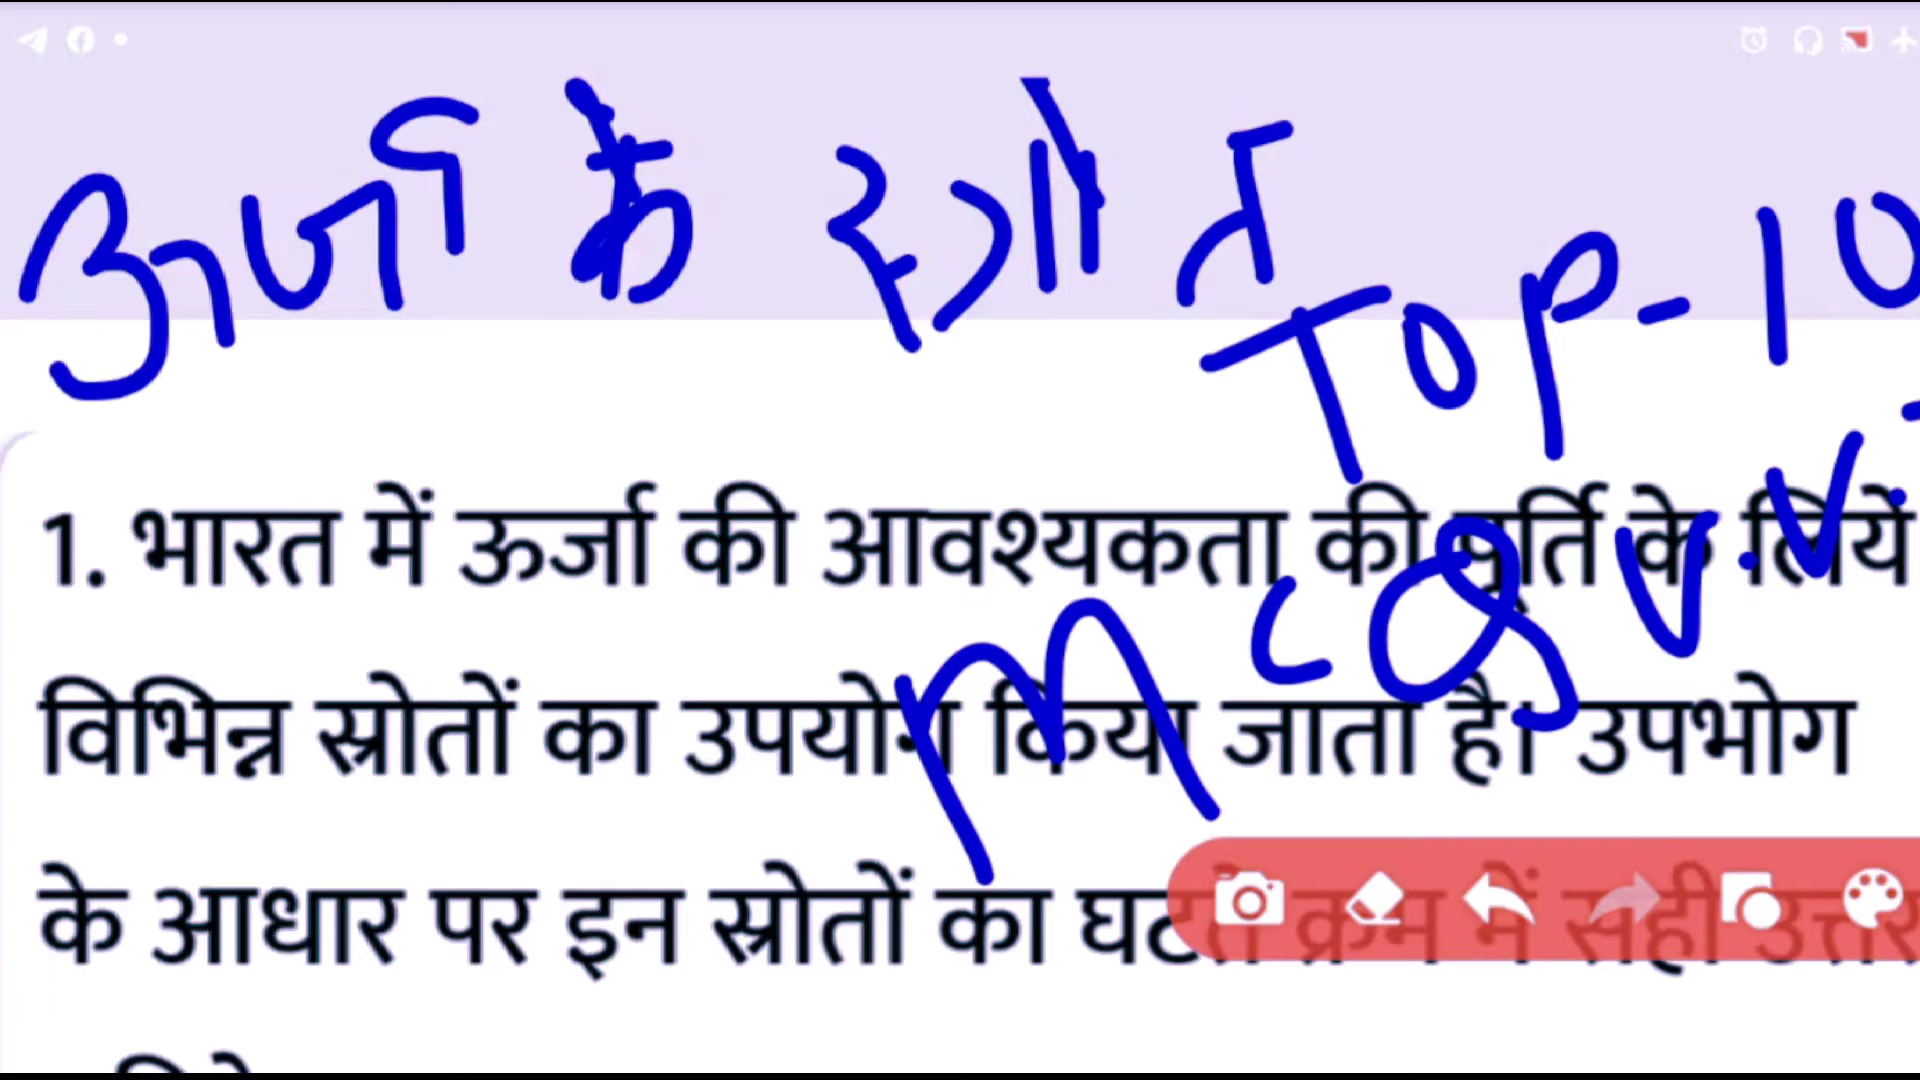 ऊर्जा के स्त्रोत
Top-10
MCQ V.V.
1. भारत में ऊर्जा की आवश्यकता की पूर्ति के लिये
विभिन्न स्रोतों का उपयोग किया जाता है। उपभोग
के आधार पर इन स्रोतों का घटते क्रम में सही उत्तर